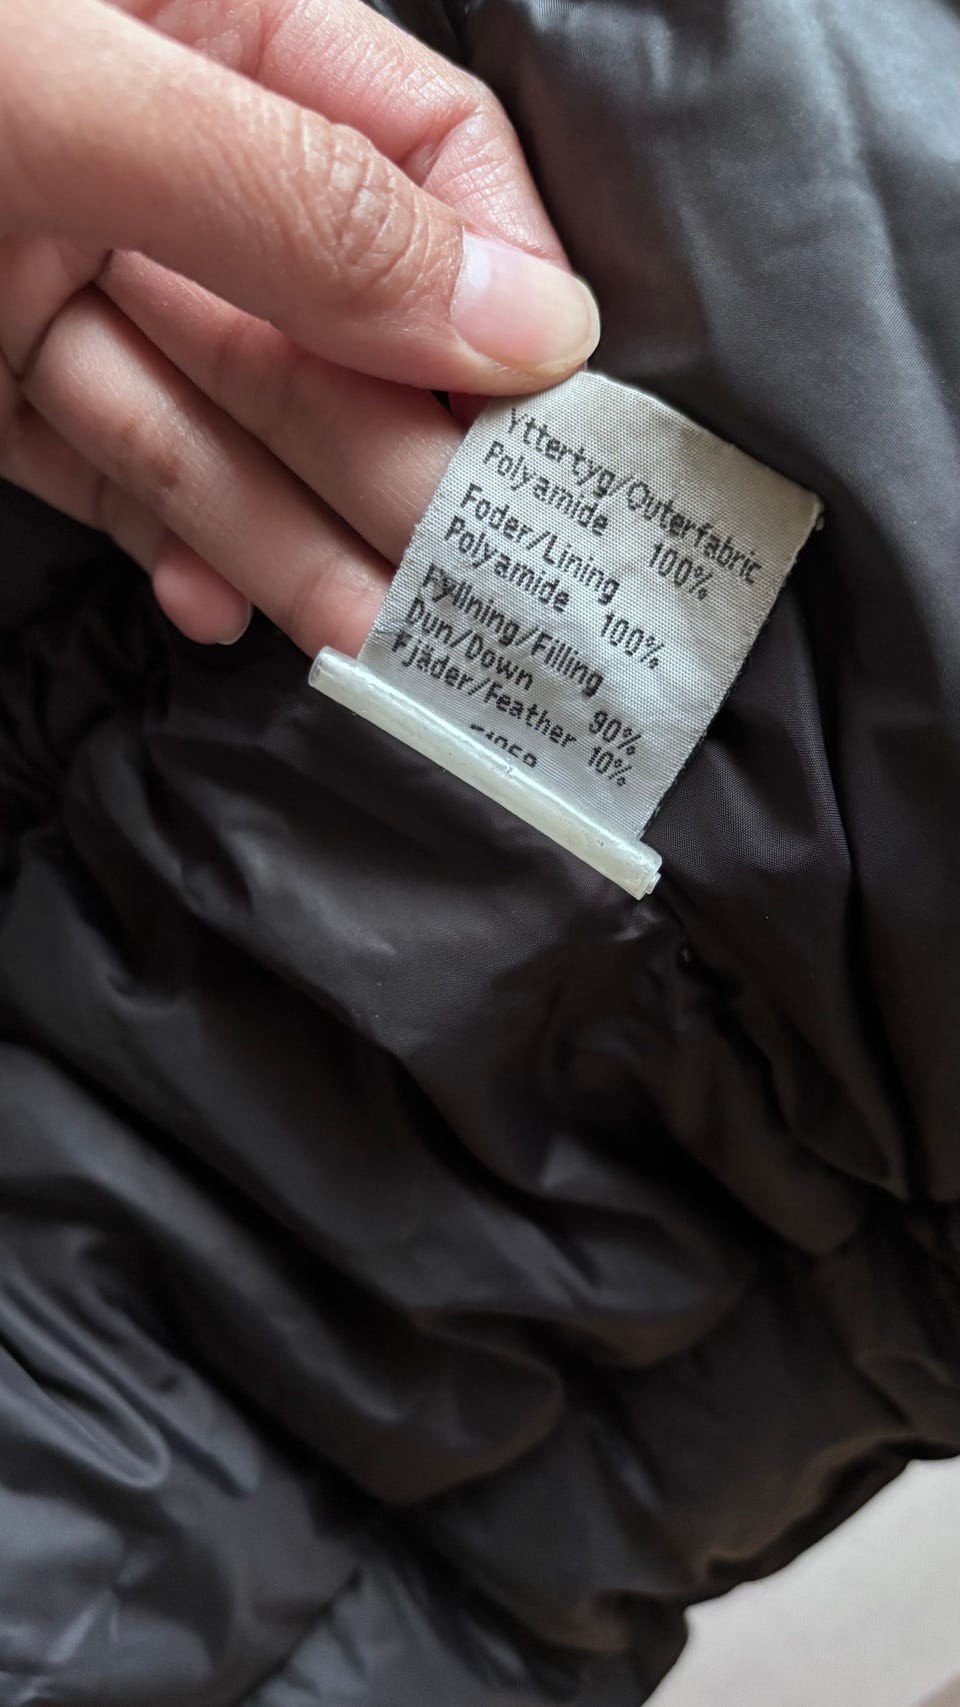 Yttertyg/Outerfabric
Polyamide 100%
Foder/Lining
Polyamide 100%
Fyllning/Filling
Dun/Down 90%
Fjäder/Feather 10%